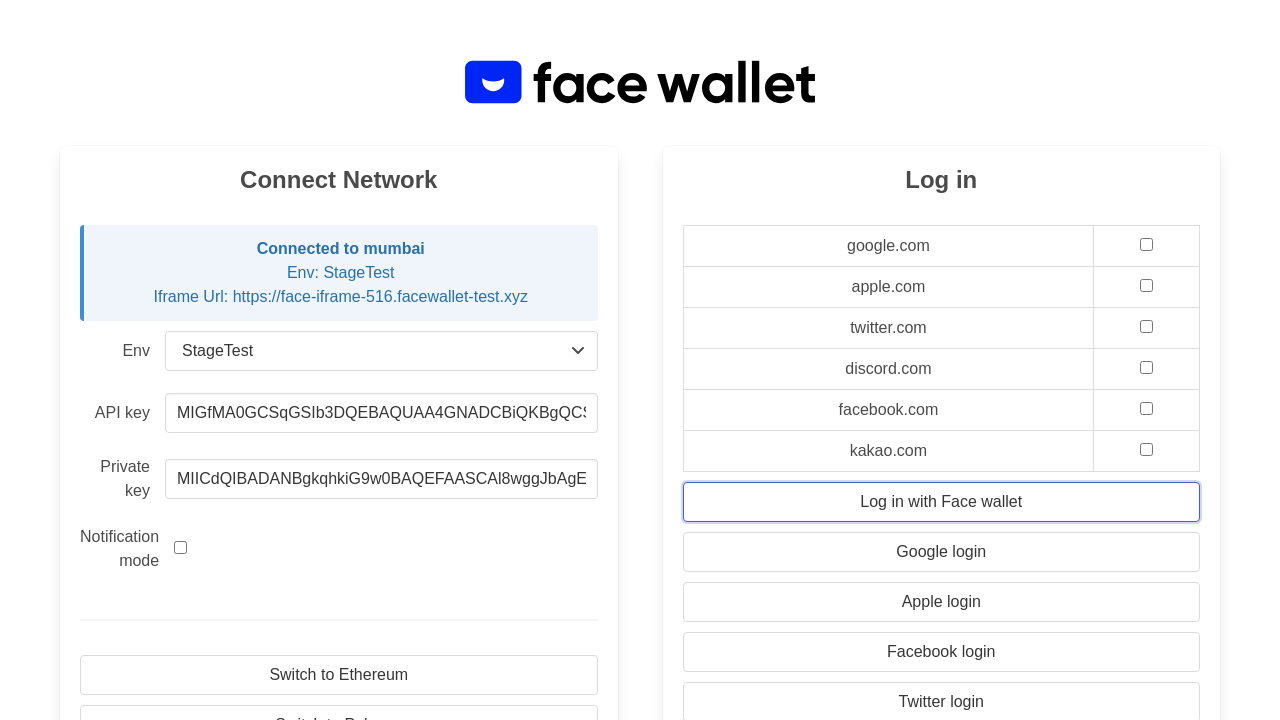 face wallet
Connect Network
Connected to mumbai
Env: StageTest
Iframe Url: https://face-iframe-516.facewallet-test.xyz
Env
StageTest
API key
MIGfMA0GCSqGSIb3DQEBAQUAA4GNADCBiQKBgQC
Private
key
MIICdQIBADANBgkqhkiG9w0BAQEFAASCAl8wggJbAgE
Notification
mode
Switch to Ethereum
Log in
google.com
apple.com
twitter.com
discord.com
facebook.com
kakao.com
Log in with Face wallet
Google login
Apple login
Facebook login
Twitter login